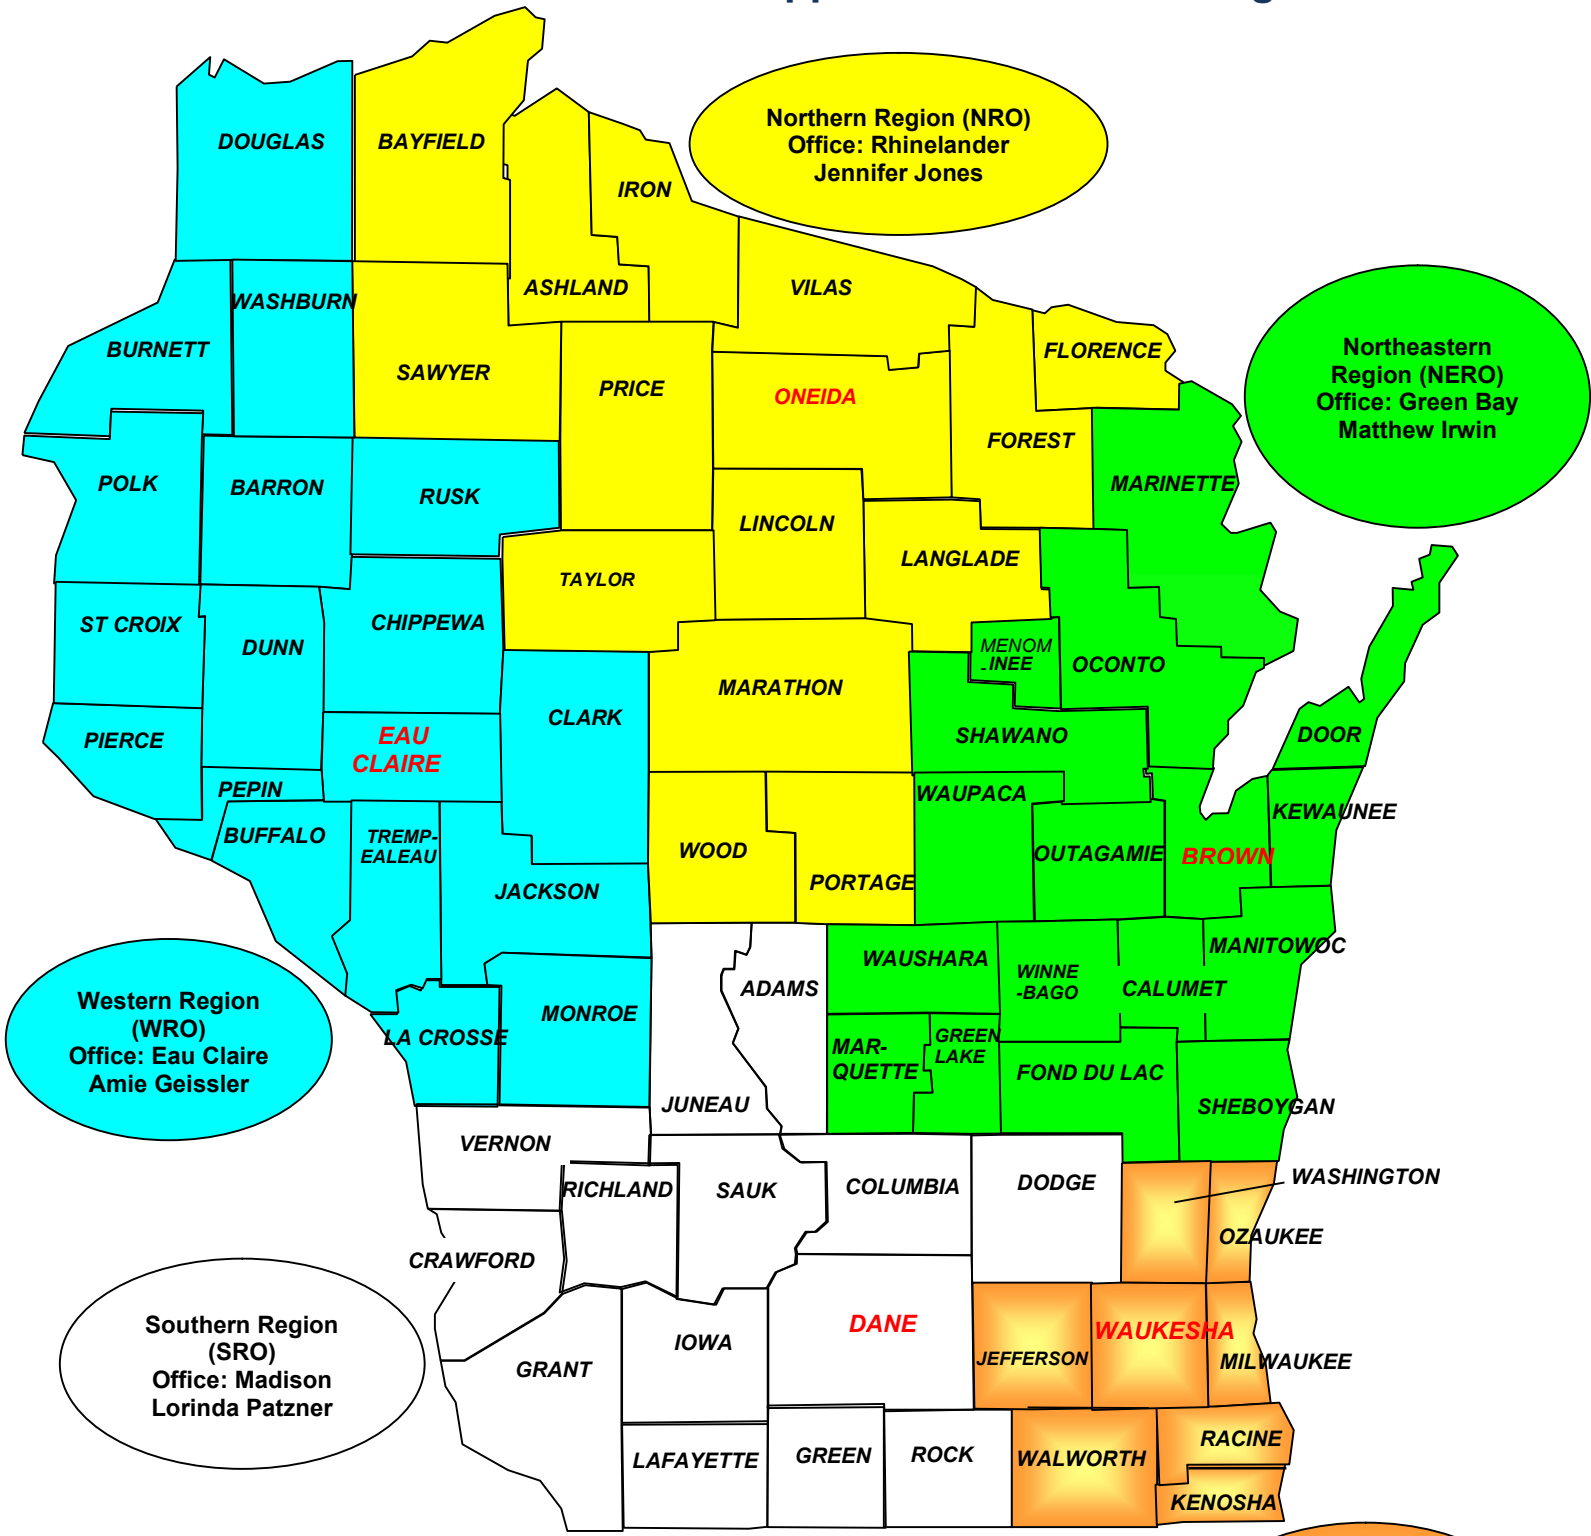 Northern Region (NRO)
Office: Rhinelander
Jennifer Jones
DOUGLAS
BAYFIELD
IRON
ASHLAND
VILAS
WASHBURN
BURNETT
SAWYER
PRICE
ONEIDA
FLORENCE
FOREST
Northeastern
Region (NERO)
Office: Green Bay
Matthew Irwin
MARINETTE
POLK
BARRON
RUSK
LINCOLN
LANGLADE
TAYLOR
ST CROIX
DUNN
CHIPPEWA
MENOM
-INEE
OCONTO
MARATHON
CLARK
PIERCE
EAU
CLAIRE
SHAWANO
DOOR
PEPIN
WAUPACA
KEWAUNEE
BUFFALO
TREMP-
EALEAU
WOOD
OUTAGAMIE
BROWN
PORTAGE
JACKSON
WAUSHARA
WINNE
-BAGO
CALUMET
MANITOWOC
ADAMS
MONROE
LA CROSSE
Western Region
(WRO)
Office: Eau Claire
Amie Geissler
MAR-
QUETTE
GREEN
LAKE
FOND DU LAC
SHEBOYGAN
JUNEAU
VERNON
RICHLAND
SAUK
COLUMBIA
DODGE
WASHINGTON
OZAUKEE
CRAWFORD
Southern Region
(SRO)
Office: Madison
Lorinda Patzner
DANE
WAUKESHA
IOWA
JEFFERSON
MILWAUKEE
GRANT
LAFAYETTE
GREEN
ROCK
WALWORTH
RACINE
KENOSHA